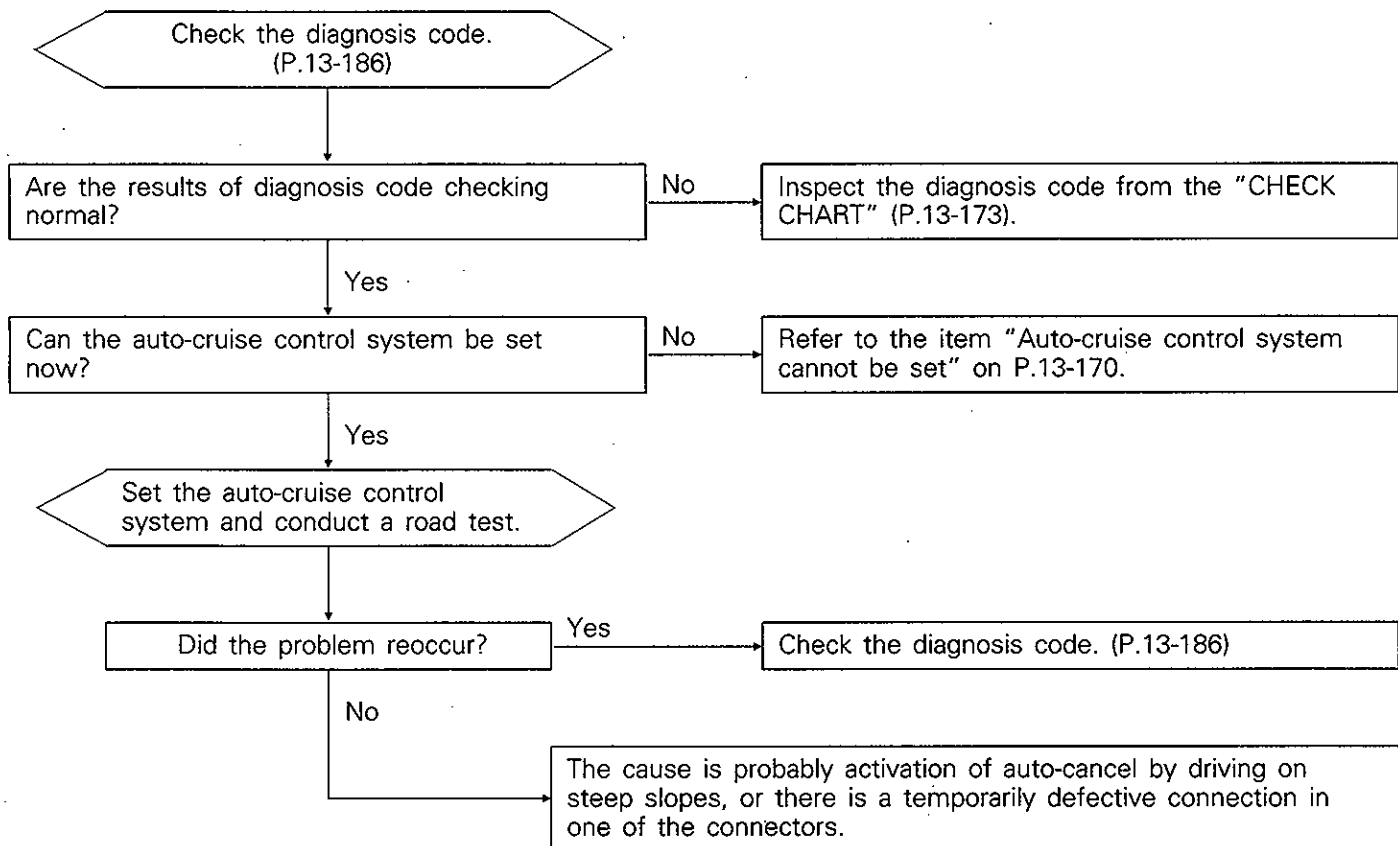 Check the diagnosis code.
(P.13-186)
Are the results of diagnosis code checking
normal?
No
Inspect the diagnosis code from the "CHECK
CHART" (P.13-173).
Yes
Can the auto-cruise control system be set
now?
No
Refer to the item "Auto-cruise control system
cannot be set" on P.13-170.
Yes
Set the auto-cruise control
system and conduct a road test.
Did the problem reoccur?
Yes
Check the diagnosis code. (P.13-186)
No
The cause is probably activation of auto-cancel by driving on
steep slopes, or there is a temporarily defective connection in
one of the connectors.